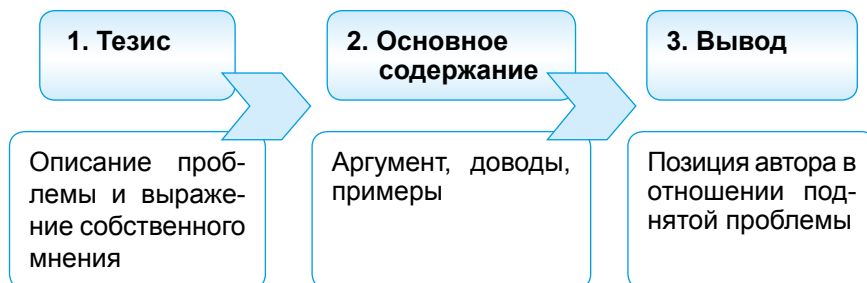 1. Тезис
2. Основное
содержание
3. Вывод
Описание проб-
лемы и выраже-
ние собственного
мнения
Аргумент, доводы,
примеры
Позиция автора в
отношении под-
нятой проблемы